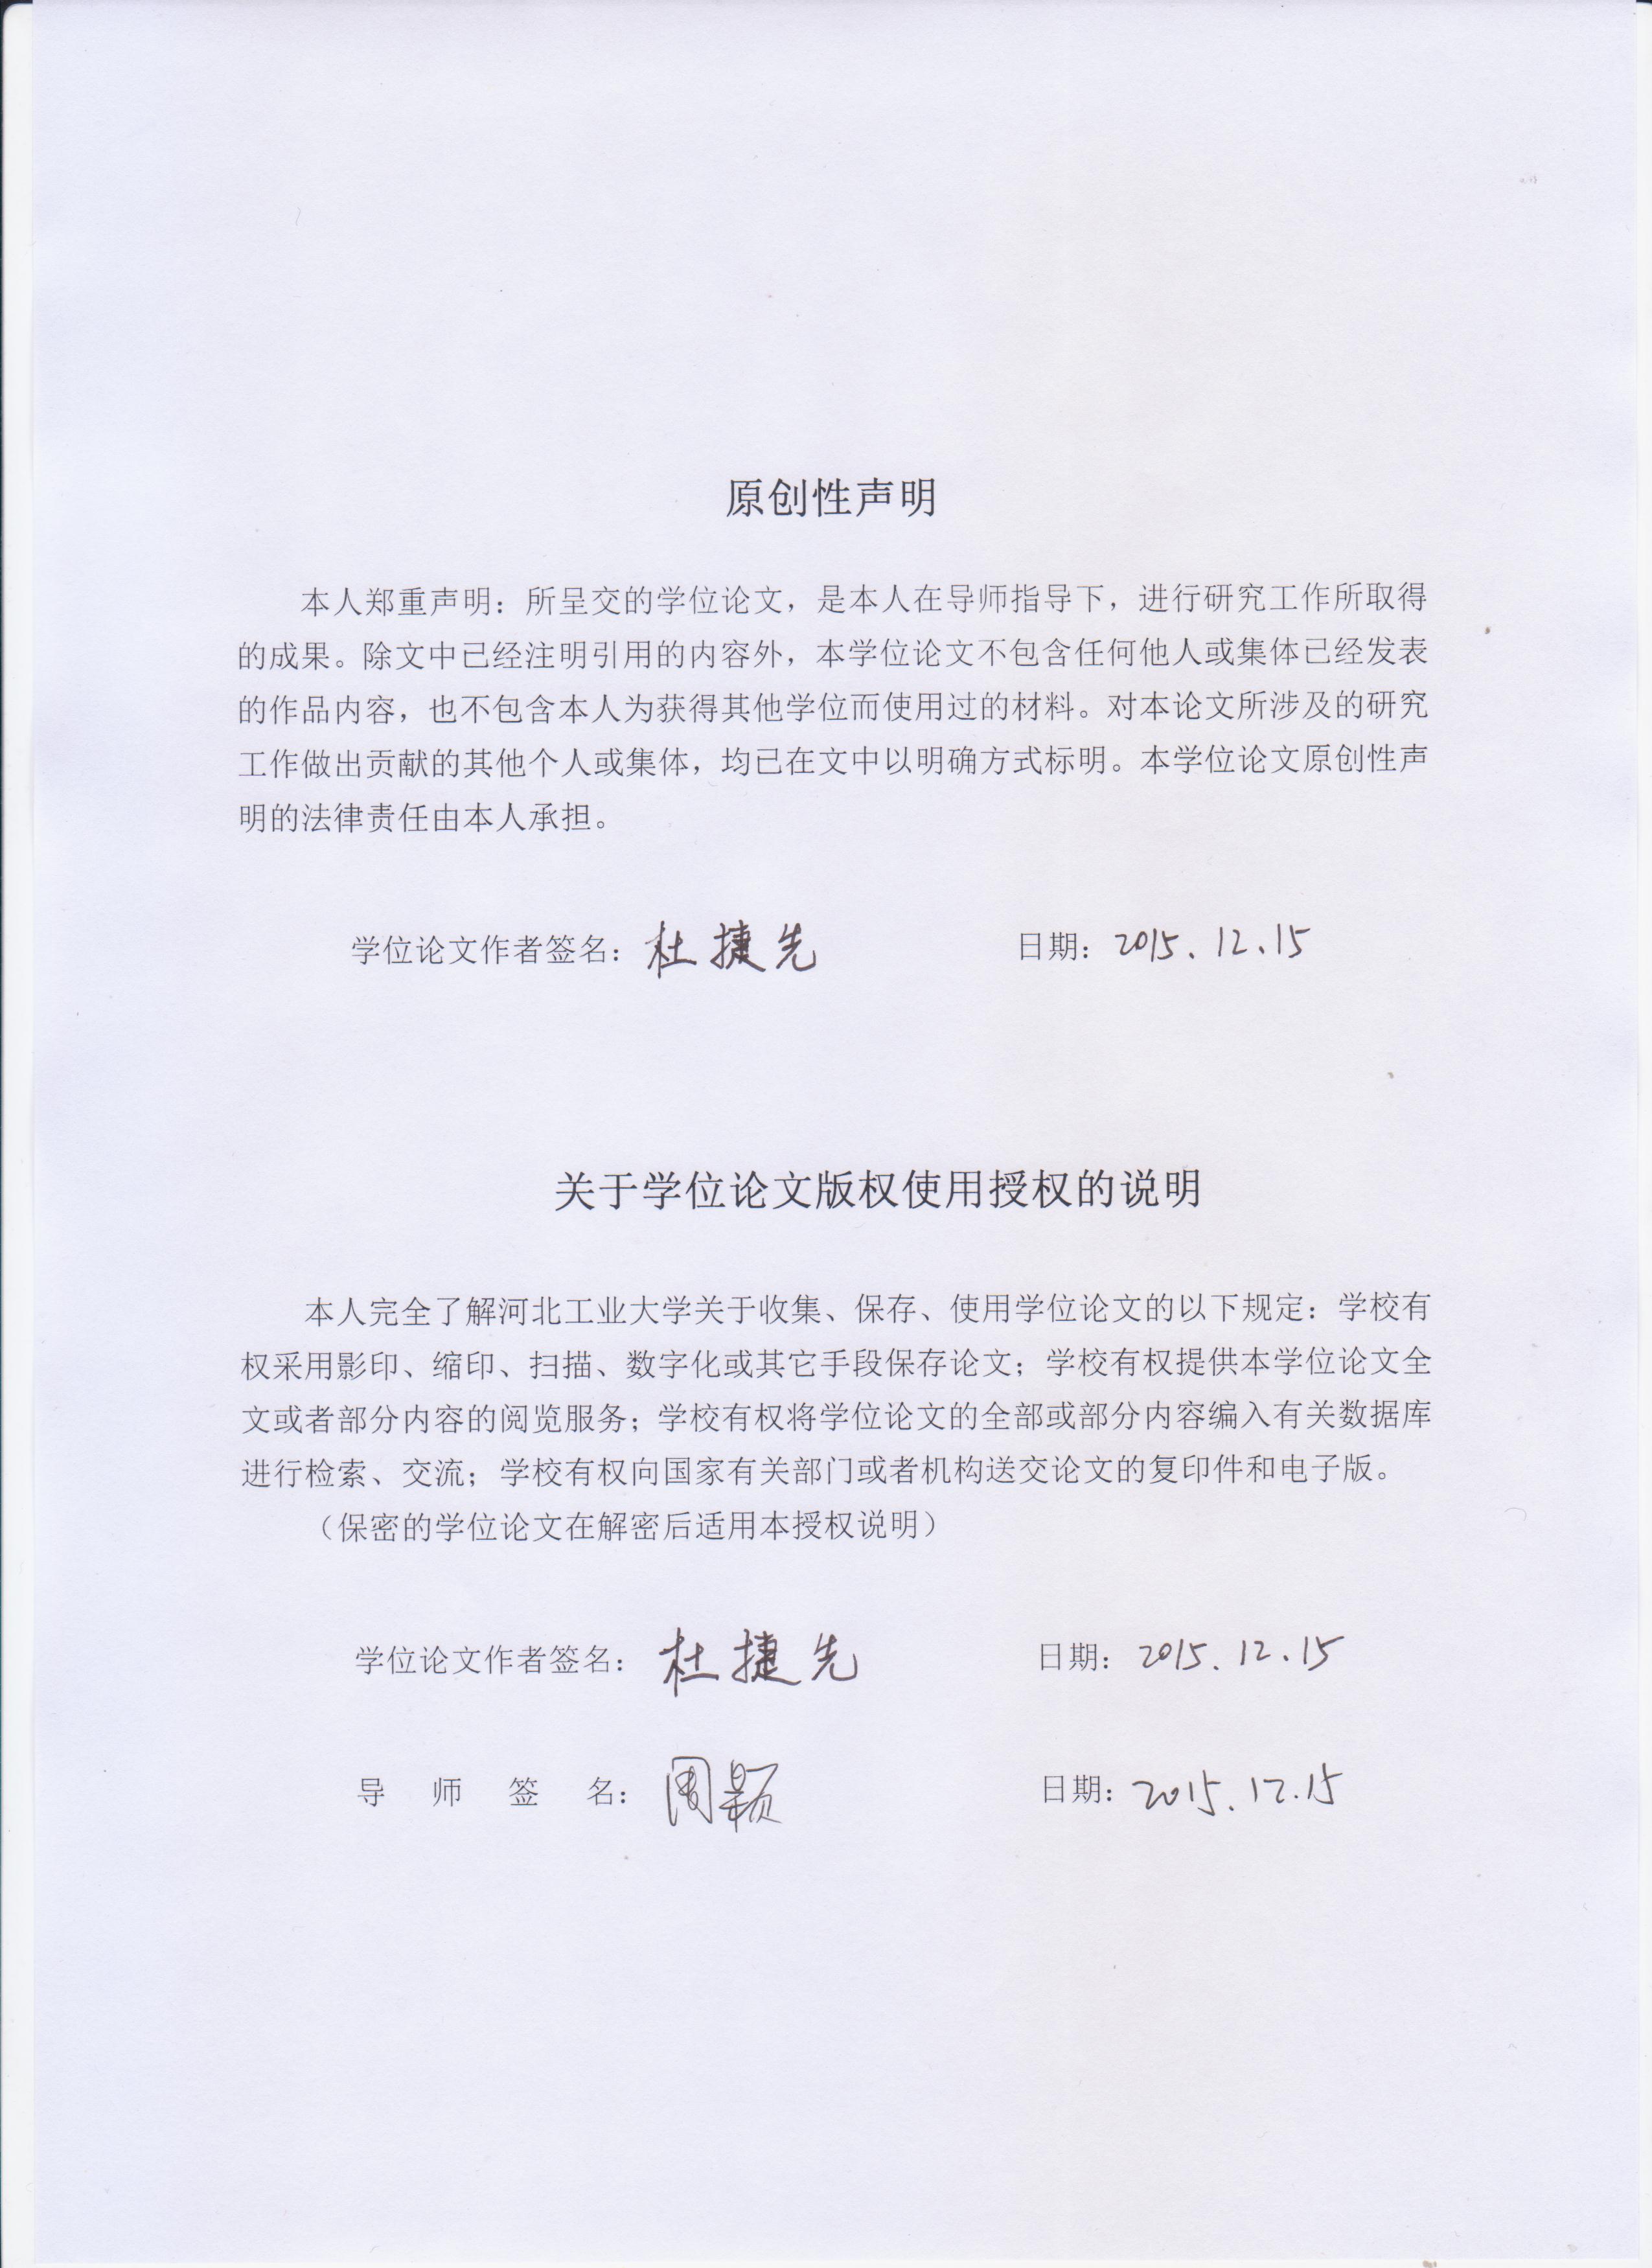 原创性声明
本人郑重声明：所呈交的学位论文，是本人在导师指导下，进行研究工作所取得
的成果。除文中已经注明引用的内容外，本学位论文不包含任何他人或集体已经发表
的作品内容，也不包含本人为获得其他学位而使用过的材料。对本论文所涉及的研究
工作做出贡献的其他个人或集体，均已在文中以明确方式标明。本学位论文原创性声
明的法律责任由本人承担。
学位论文作者签名：杜捷先 日期：2015.12.15
关于学位论文版权使用授权的说明
本人完全了解河北工业大学关于收集、保存、使用学位论文的以下规定：学校有
权采用影印、缩印、扫描、数字化或其它手段保存论文；学校有权提供本学位论文全
文或者部分内容的阅览服务；学校有权将学位论文的全部或部分内容编入有关数据库
进行检索、交流；学校有权向国家有关部门或者机构送交论文的复印件和电子版。
（保密的学位论文在解密后适用本授权说明）
学位论文作者签名：杜捷先 日期：2015.12.15
导师签名：周颖 日期：2015.12.15